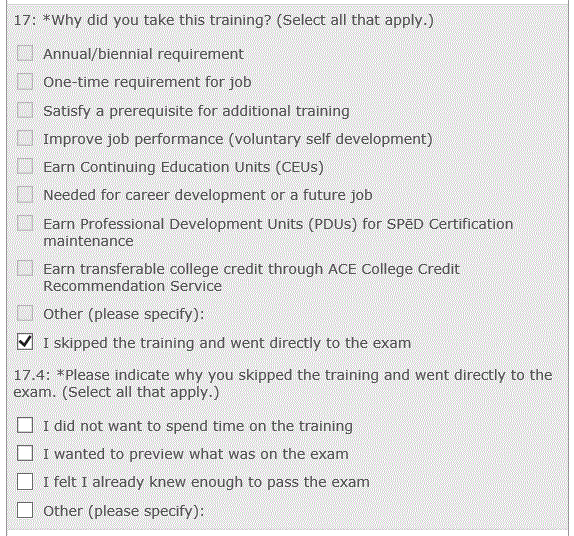 17: *Why did you take this training? (Select all that apply.)
Annual/biennial requirement
One-time requirement for job
Satisfy a prerequisite for additional training
Improve job performance (voluntary self development)
Earn Continuing Education Units (CEUs)
Needed for career development or a future job
Earn Professional Development Units (PDUs) for SPēD Certification
maintenance
Earn transferable college credit through ACE College Credit
Recommendation Service
Other (please specify):
I skipped the training and went directly to the exam
17.4: *Please indicate why you skipped the training and went directly to the
exam. (Select all that apply.)
I did not want to spend time on the training
I wanted to preview what was on the exam
I felt I already knew enough to pass the exam
Other (please specify):